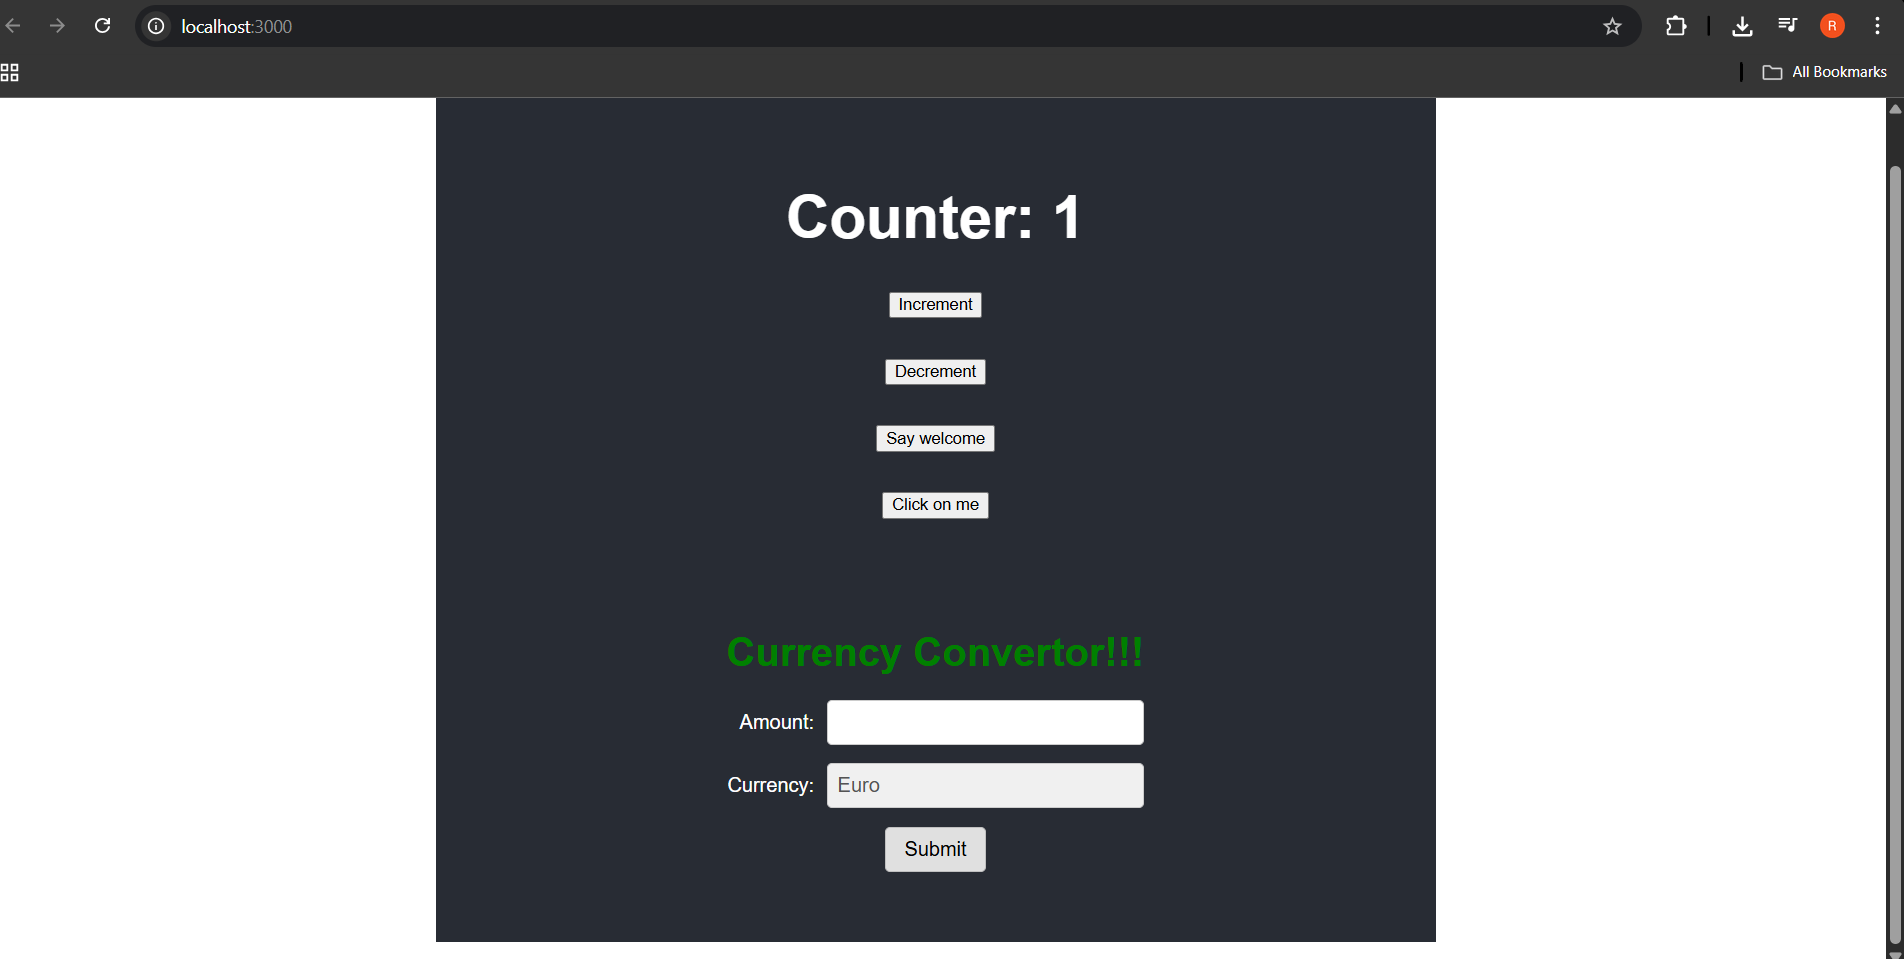 localhost:3000
R
All Bookmarks
Counter: 1
Increment
Decrement
Say welcome
Click on me
Currency Convertor!!!
Amount:
Currency: Euro
Submit